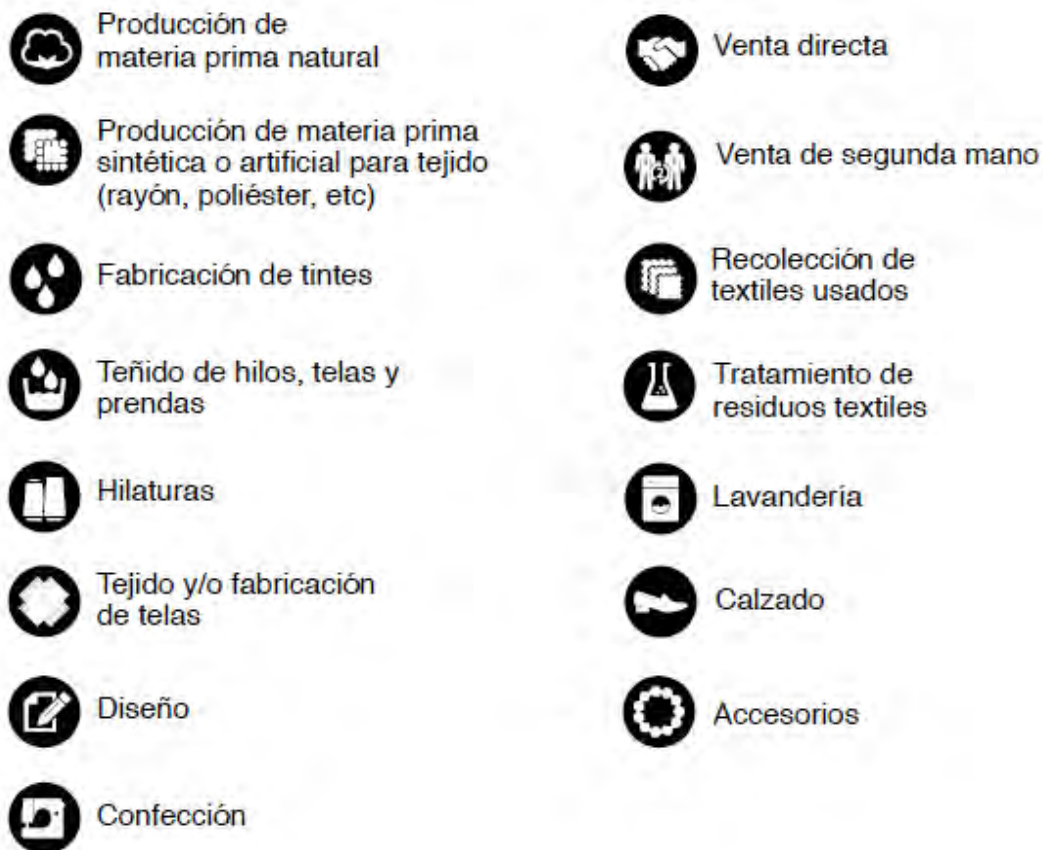 Producción de
materia prima natural
Producción de materia prima
sintética o artificial para tejido
(rayón, poliéster, etc)
Fabricación de tintes
Teñido de hilos, telas y
prendas
Hilaturas
Tejido y/o fabricación
de telas
Diseño
Confección
Venta directa
Venta de segunda mano
Recolección de
textiles usados
Tratamiento de
residuos textiles
Lavandería
Calzado
Accesorios